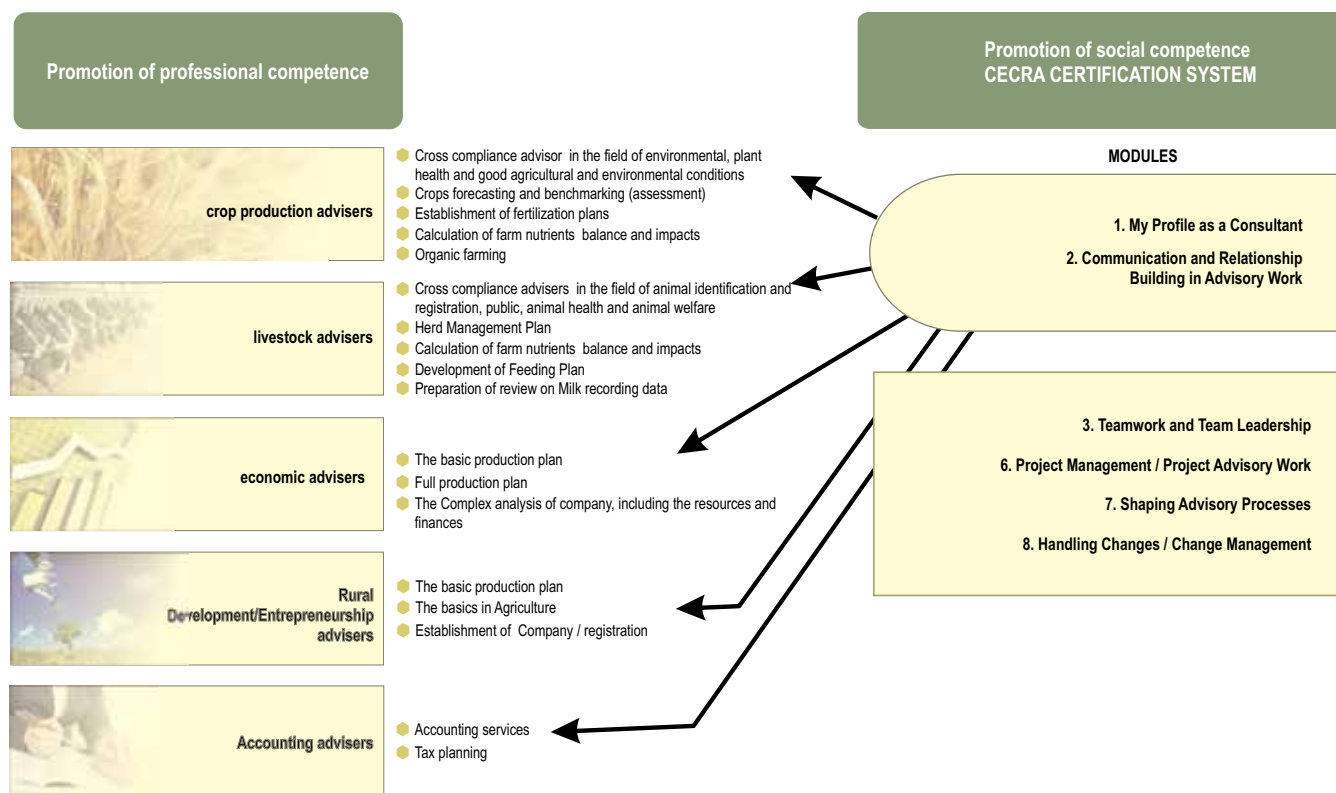 Promotion of professional competence
Promotion of social competence
CECRA CERTIFICATION SYSTEM
crop production advisers
Cross compliance advisor in the field of environmental, plant
health and good agricultural and environmental conditions
Crops forecasting and benchmarking (assessment)
Establishment of fertilization plans
Calculation of farm nutrients balance and impacts
Organic farming
livestock advisers
Cross compliance advisers in the field of animal identification and
registration, public, animal health and animal welfare
Herd Management Plan
Calculation of farm nutrients balance and impacts
Development of Feeding Plan
Preparation of review on Milk recording data
economic advisers
The basic production plan
Full production plan
The Complex analysis of company, including the resources and
finances
Rural
Development/Entrepreneurship
advisers
The basic production plan
The basics in Agriculture
Establishment of Company / registration
Accounting advisers
Accounting services
Tax planning
MODULES
1. My Profile as a Consultant
2. Communication and Relationship
Building in Advisory Work
3. Teamwork and Team Leadership
6. Project Management / Project Advisory Work
7. Shaping Advisory Processes
8. Handling Changes / Change Management